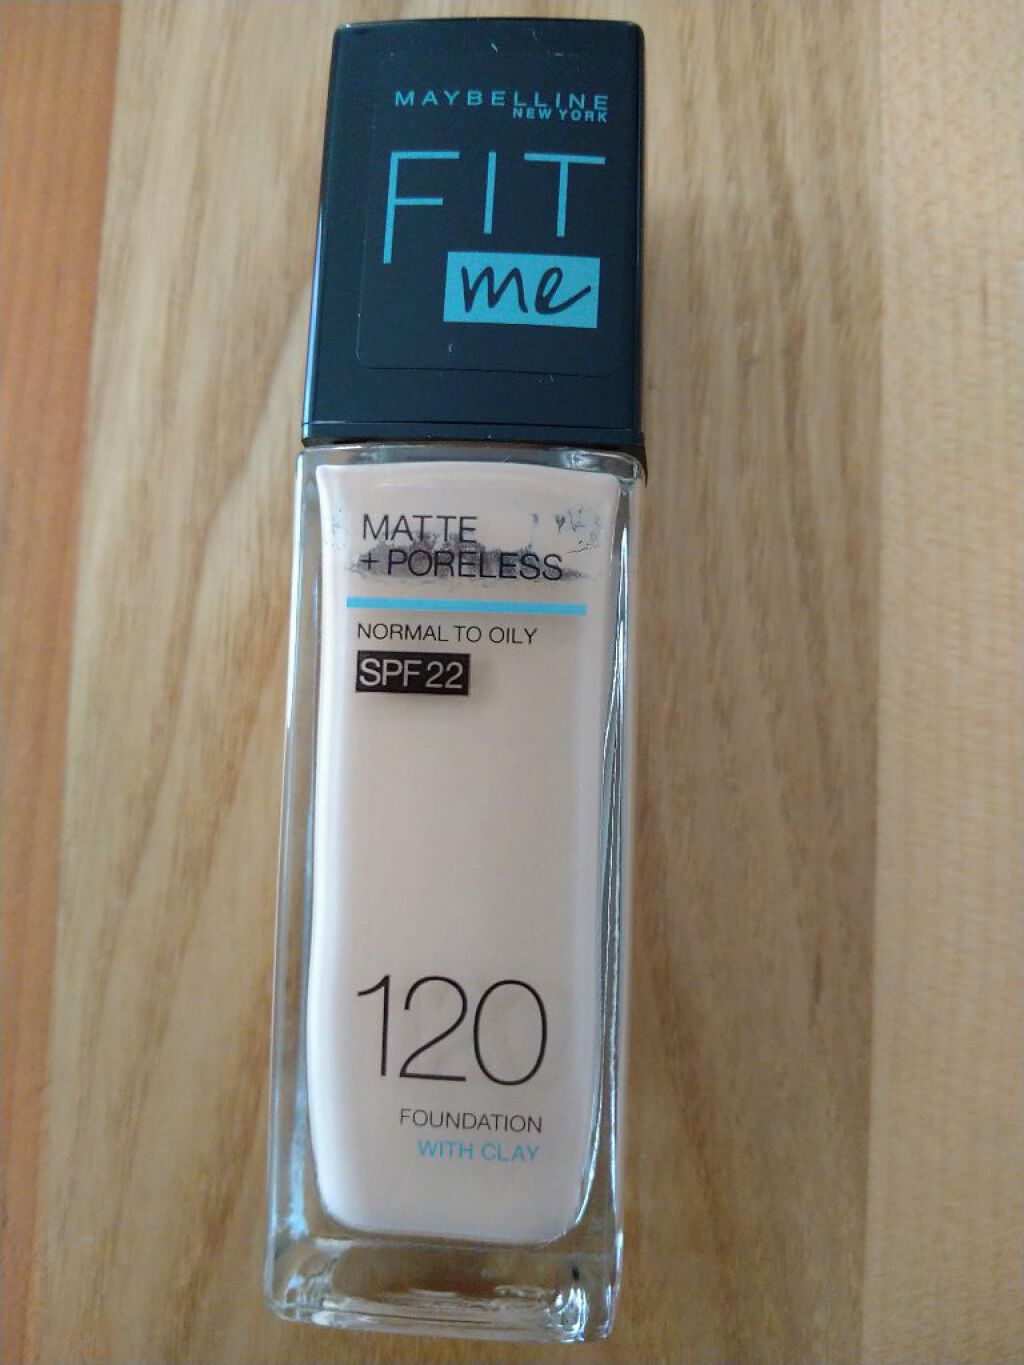 MAYBELLINE
NEW YORK
FIT
me
MATTE
+ PORELESS
NORMAL TO OILY
SPF 22
120
FOUNDATION
WITH CLAY